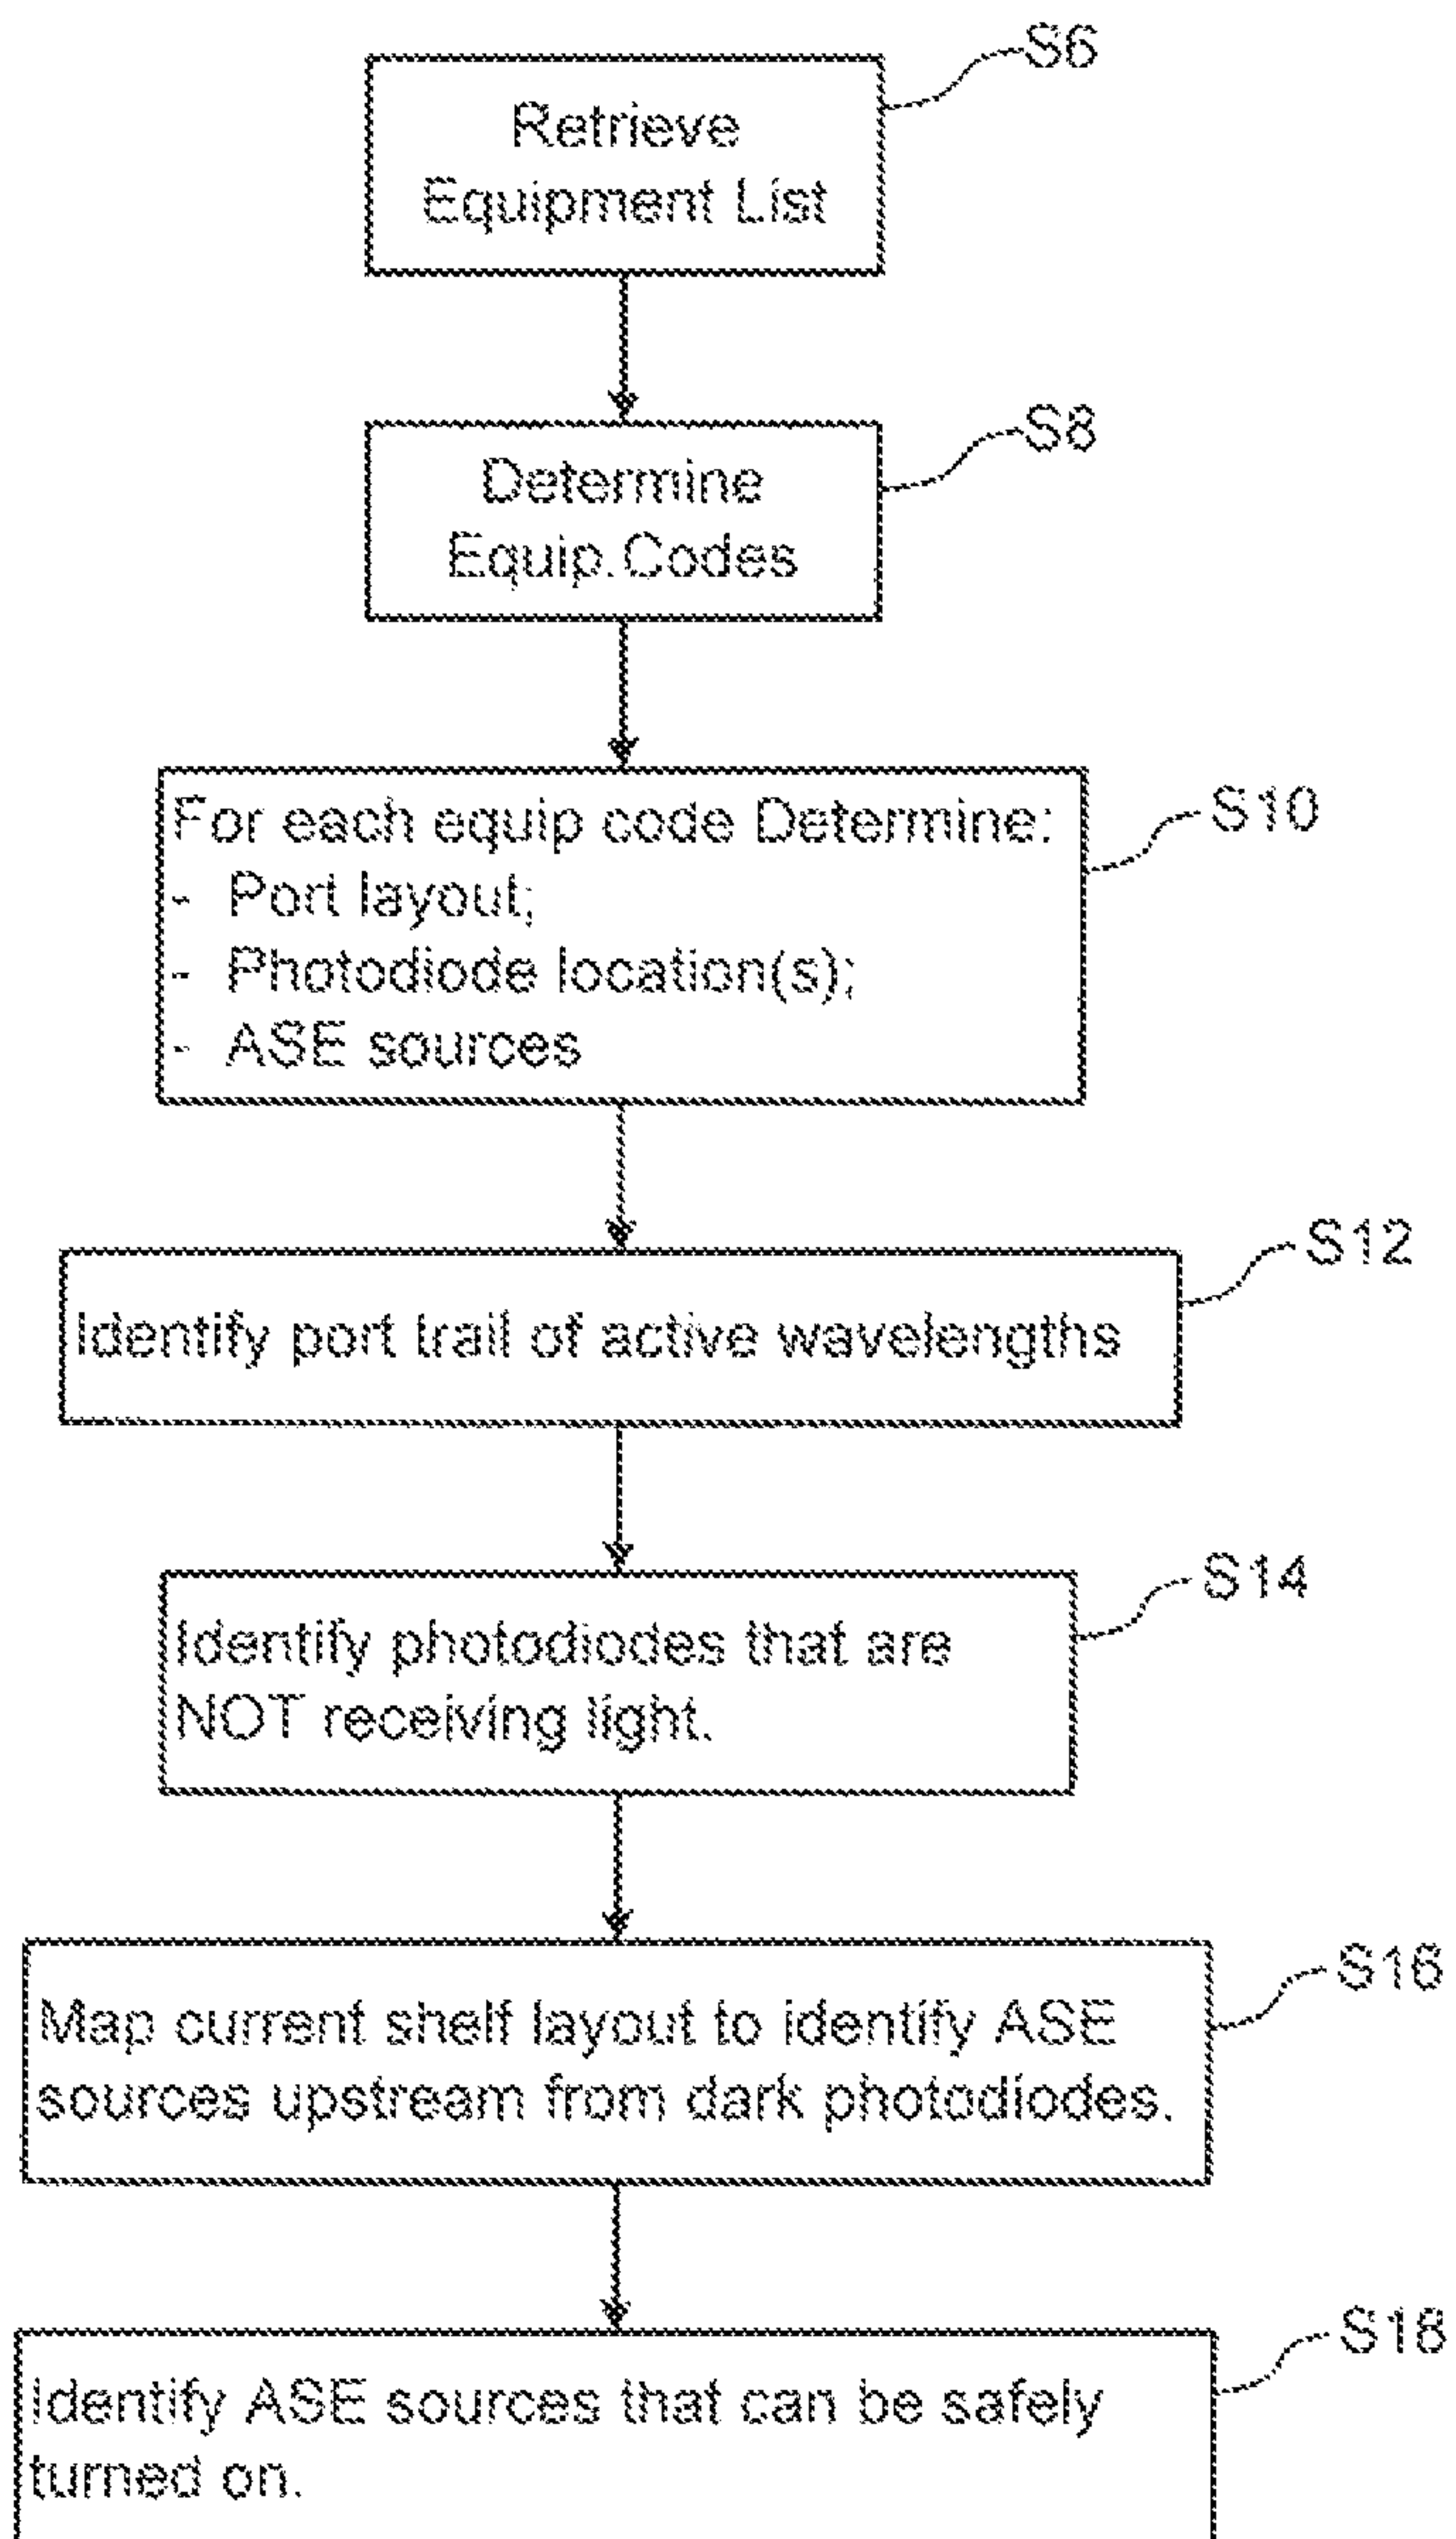 S6
Retrieve
Equipment List
S8
Determine
Equip.Codes
S10
For each equip code Determine:
- Port layout;
- Photodiode location(s);
- ASE sources
S12
Identify port trail of active wavelengths
S14
Identify photodiodes that are
NOT receiving light.
S16
Map current shelf layout to identify ASE
sources upstream from dark photodiodes.
S18
Identify ASE sources that can be safely
turned on.